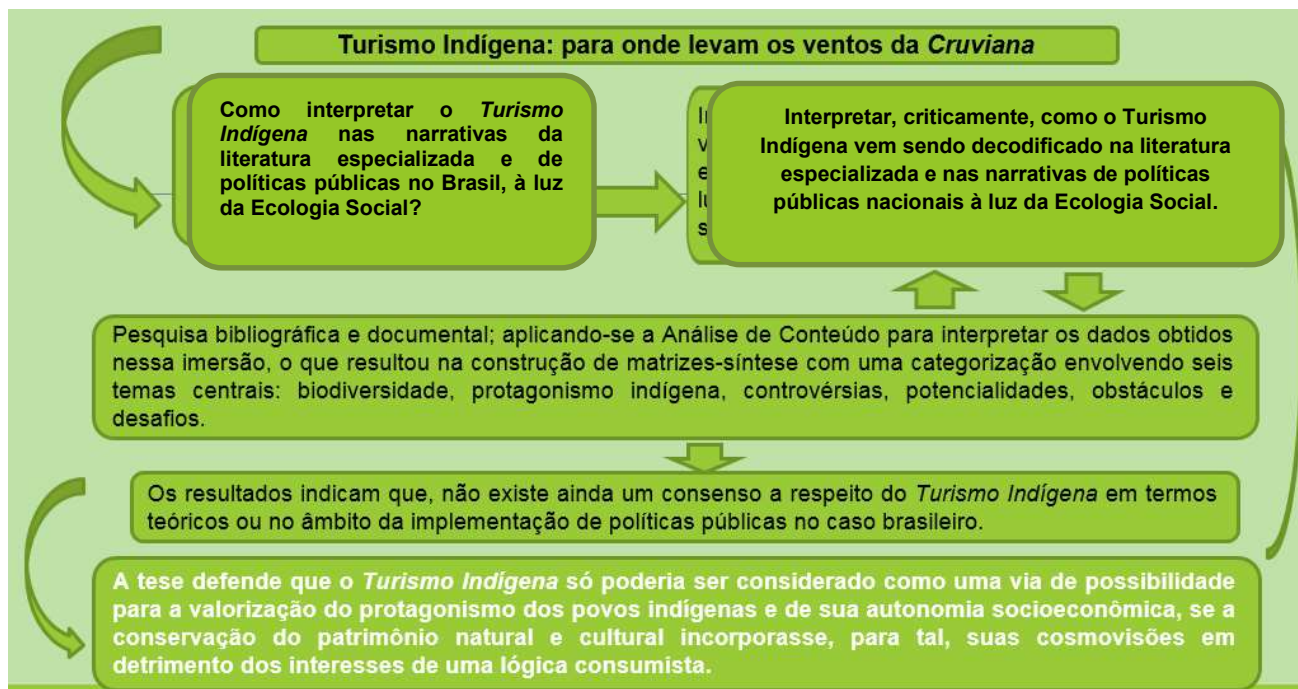 Turismo Indígena: para onde levam os ventos da Cruviana
Como interpretar o Turismo
Indígena nas narrativas da
literatura especializada e de
políticas públicas no Brasil, à luz
da Ecologia Social?
Interpretar, criticamente, como o Turismo
Indígena vem sendo decodificado na literatura
especializada e nas narrativas de políticas
públicas nacionais à luz da Ecologia Social.
Pesquisa bibliográfica e documental; aplicando-se a Análise de Conteúdo para interpretar os dados obtidos
nessa imersão, o que resultou na construção de matrizes-síntese com uma categorização envolvendo seis
temas centrais: biodiversidade, protagonismo indígena, controvérsias, potencialidades, obstáculos e
desafios.
Os resultados indicam que, não existe ainda um consenso a respeito do Turismo Indígena em termos
teóricos ou no âmbito da implementação de políticas públicas no caso brasileiro.
A tese defende que o Turismo Indígena só poderia ser considerado como uma via de possibilidade
para a valorização do protagonismo dos povos indígenas e de sua autonomia socioeconômica, se a
conservação do patrimônio natural e cultural incorporasse, para tal, suas cosmovisões em
detrimento dos interesses de uma lógica consumista.